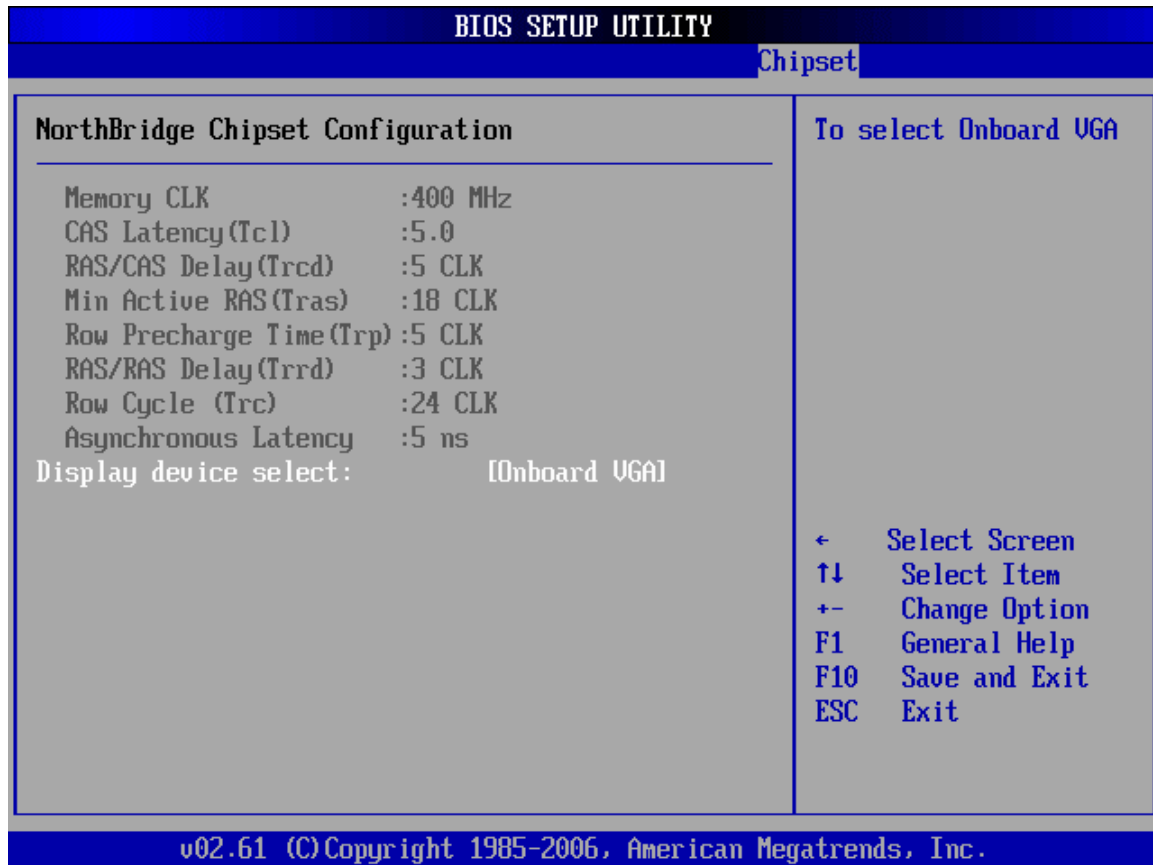 BIOS SETUP UTILITY
Chipset
NorthBridge Chipset Configuration
Memory CLK :400 MHz
CAS Latency(Tcl) :5.0
RAS/CAS Delay(Trcd) :5 CLK
Min Active RAS(Tras) :18 CLK
Row Precharge Time(Trp):5 CLK
RAS/RAS Delay(Trrd) :3 CLK
Row Cycle (Trc) :24 CLK
Asynchronous Latency :5 ns
Display device select: [Onboard VGA]
To select Onboard VGA
← Select Screen
↑↓ Select Item
+- Change Option
F1 General Help
F10 Save and Exit
ESC Exit
v02.61 (C)Copyright 1985-2006, American Megatrends, Inc.